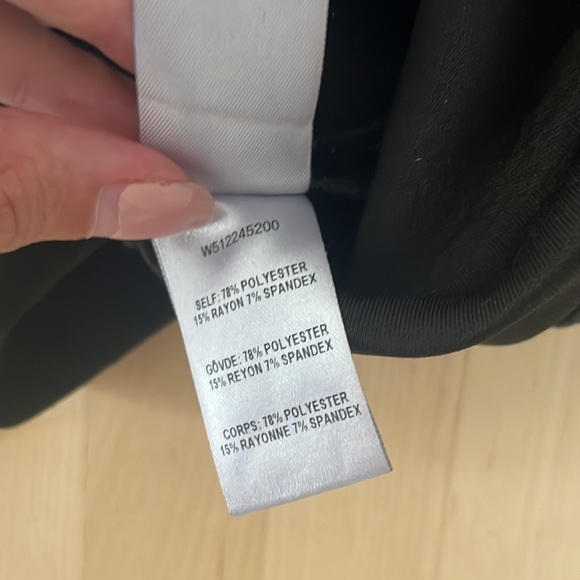 W512245200
SELF: 78% POLYESTER
15% RAYON 7% SPANDEX
GÖVDE: 78% POLYESTER
15% REYON 7% SPANDEX
CORPS: 78% POLYESTER
15% RAYONNE 7% SPANDEX